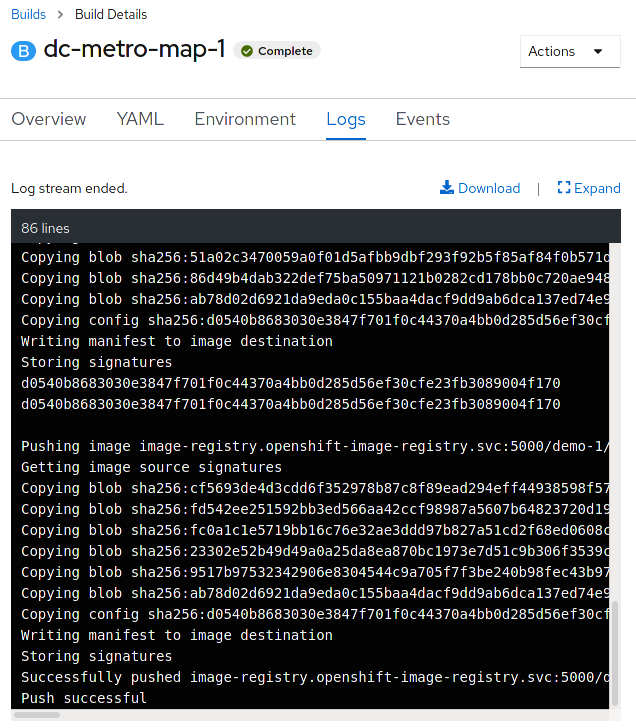 Builds > Build Details
B dc-metro-map-1 Complete
Actions
Overview YAML Environment Logs Events
Log stream ended.
Download | Expand
86 lines
Copying blob sha256:51a02c3470059a0f01d5afbb9dbf293f92b5f85af84f0b571d
Copying blob sha256:86d49b4dab322def75ba50971121b0282cd178bb0c720ae948
Copying blob sha256:ab78d02d6921da9eda0c155baa4dacf9dd9ab6dca137ed74e9
Copying config sha256:d0540b8683030e3847f701f0c44370a4bb0d285d56ef30cf
Writing manifest to image destination
Storing signatures
d0540b8683030e3847f701f0c44370a4bb0d285d56ef30cfe23fb3089004f170
d0540b8683030e3847f701f0c44370a4bb0d285d56ef30cfe23fb3089004f170
Pushing image image-registry.openshift-image-registry.svc:5000/demo-1/
Getting image source signatures
Copying blob sha256:cf5693de4d3cdd6f352978b87c8f89ead294eff44938598f57
Copying blob sha256:fd542ee251592bb3ed566aa42ccf98987a5607b64823720d19
Copying blob sha256:fc0a1c1e5719bb16c76e32ae3ddd97b827a51cd2f68ed0608c
Copying blob sha256:23302e52b49d49a0a25da8ea870bc1973e7d51c9b306f3539c
Copying blob sha256:9517b97532342906e8304544c9a705f7f3be240b98fec43b97
Copying blob sha256:ab78d02d6921da9eda0c155baa4dacf9dd9ab6dca137ed74e9
Copying config sha256:d0540b8683030e3847f701f0c44370a4bb0d285d56ef30cf
Writing manifest to image destination
Storing signatures
Successfully pushed image-registry.openshift-image-registry.svc:5000/d
Push successful